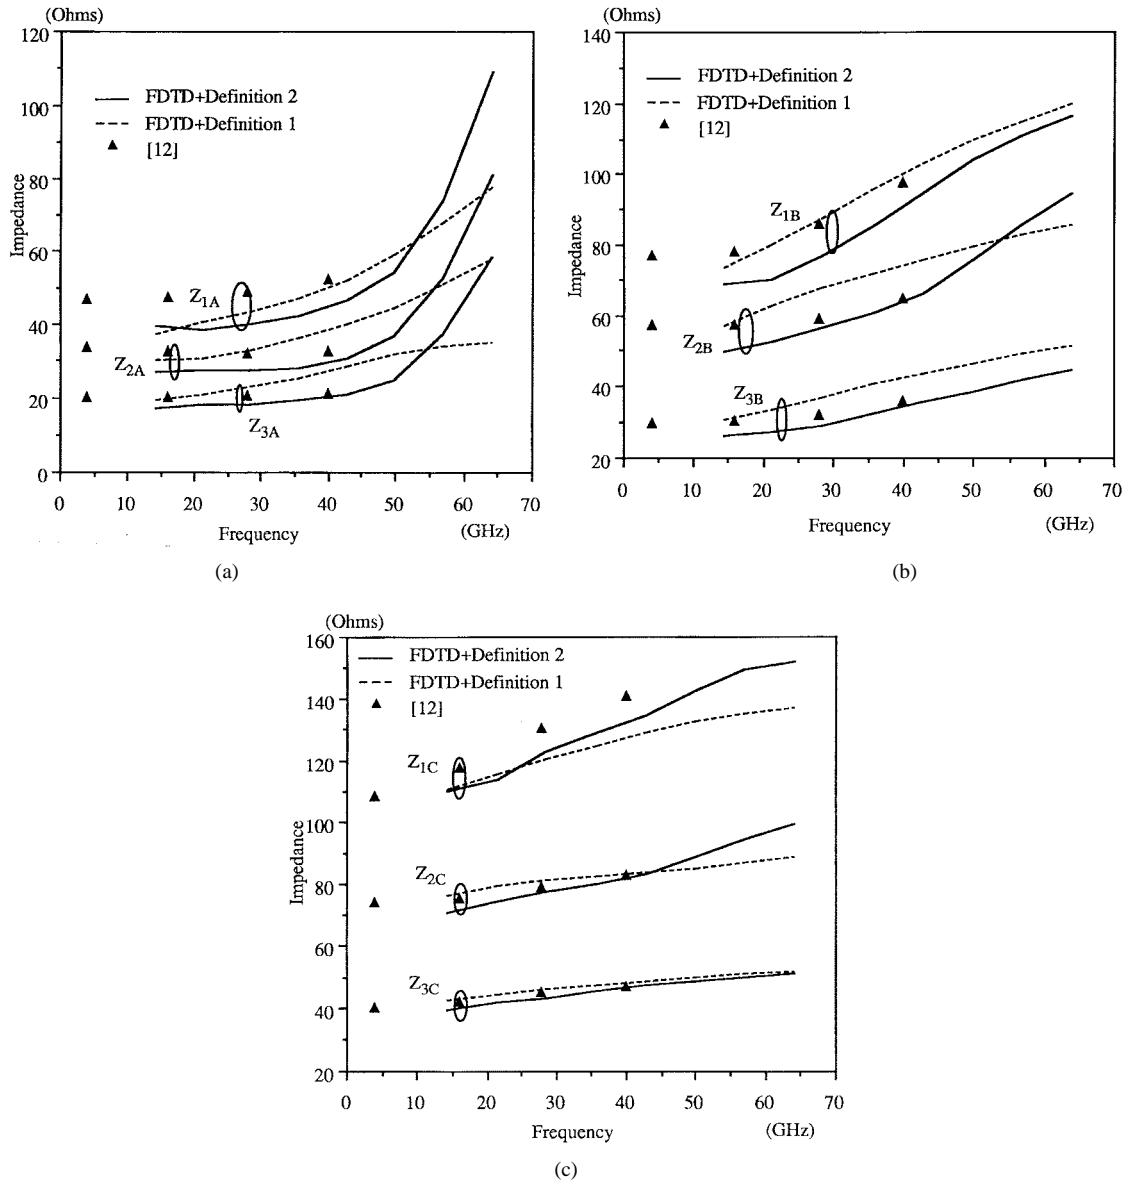 (Ohms)
120
100
80
60
40
20
0
Impedance
FDTD+Definition 2
FDTD+Definition 1
[12]
Z1A
Z2A
Z3A
0 10 20 30 40 50 60 70
Frequency (GHz)
(a)
(Ohms)
140
120
100
80
60
40
20
Impedance
FDTD+Definition 2
FDTD+Definition 1
[12]
Z1B
Z2B
Z3B
0 10 20 30 40 50 60 70
Frequency (GHz)
(b)
(Ohms)
160
140
120
100
80
60
40
20
Impedance
FDTD+Definition 2
FDTD+Definition 1
[12]
Z1C
Z2C
Z3C
0 10 20 30 40 50 60 70
Frequency (GHz)
(c)